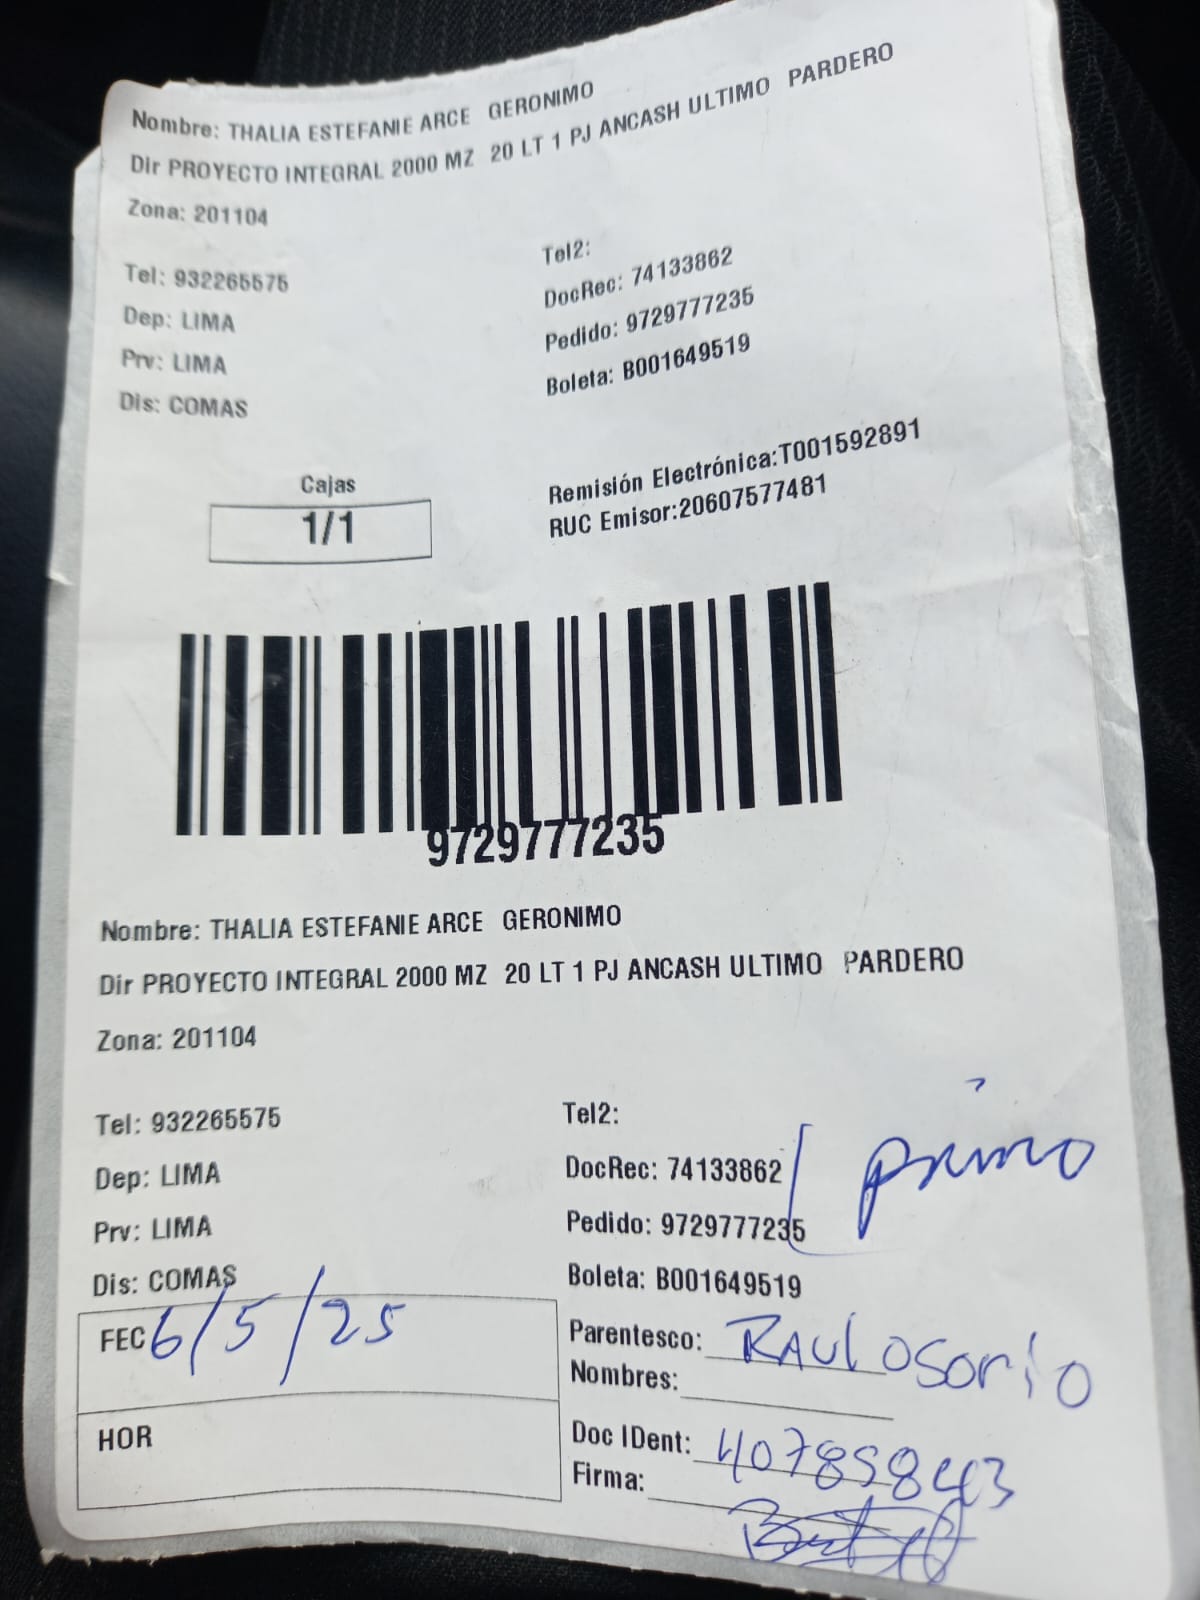 Nombre: THALIA ESTEFANIE ARCE GERONIMO
Dir PROYECTO INTEGRAL 2000 MZ 20 LT 1 PJ ANCASH ULTIMO PARDERO
Zona: 201104
Tel: 932265575
Tel2:
Dep: LIMA
DocRec: 74133862
Prv: LIMA
Pedido: 9729777235
Dis: COMAS
Boleta: B001649519
Cajas
1/1
Remisión Electrónica:T001592891
RUC Emisor:20607577481
9729777235
Nombre: THALIA ESTEFANIE ARCE GERONIMO
Dir PROYECTO INTEGRAL 2000 MZ 20 LT 1 PJ ANCASH ULTIMO PARDERO
Zona: 201104
Tel: 932265575
Tel2:
Dep: LIMA
DocRec: 74133862 / primo
Prv: LIMA
Pedido: 9729777235
Dis: COMAS
Boleta: B001649519
FEC 6/5/25
Parentesco: RAUL OSORIO
Nombres:
HOR
Doc IDent: 40785843
Firma: